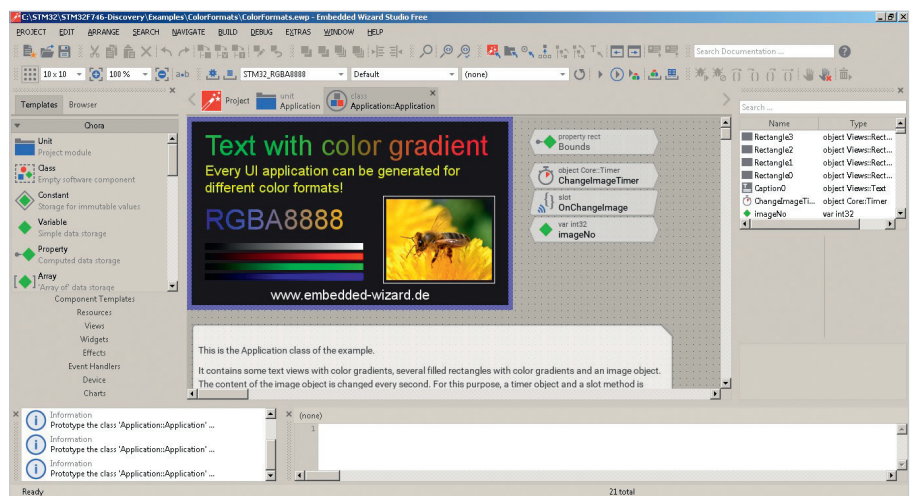 C:\STM32\STM32F746-Discovery\Examples\ColorFormats\ColorFormats.ewp - Embedded Wizard Studio Free
PROJECT EDIT ARRANGE SEARCH NAVIGATE BUILD DEBUG EXTRAS WINDOW HELP
Search Documentation ...
10 x 10 100 % a▸b STM32_RGBA8888 Default (none)
Templates Browser
Project
unit
Application
class
Application::Application
Chora
Unit
Project module
Class
Empty software component
Constant
Storage for immutable values
Variable
Simple data storage
Property
Computed data storage
Array
'Array of' data storage
Component Templates
Resources
Views
Widgets
Effects
Event Handlers
Device
Charts
Text with color gradient
Every UI application can be generated for
different color formats!
RGBA8888
www.embedded-wizard.de
property rect
Bounds
object Core::Timer
ChangeImageTimer
slot
OnChangeImage
var int32
imageNo
This is the Application class of the example.
It contains some text views with color gradients, several filled rectangles with color gradients and an image object.
The content of the image object is changed every second. For this purpose, a timer object and a slot method is
Search ...
Name Type
Rectangle3 object Views::Rect...
Rectangle2 object Views::Rect...
Rectangle1 object Views::Rect...
Rectangle0 object Views::Rect...
Caption0 object Views::Text
ChangeImageTi... object Core::Timer
imageNo var int32
Information
Prototype the class 'Application::Application' ...
Information
Prototype the class 'Application::Application' ...
Information
Prototype the class 'Application::Application' ...
(none)
1
Ready 21 total